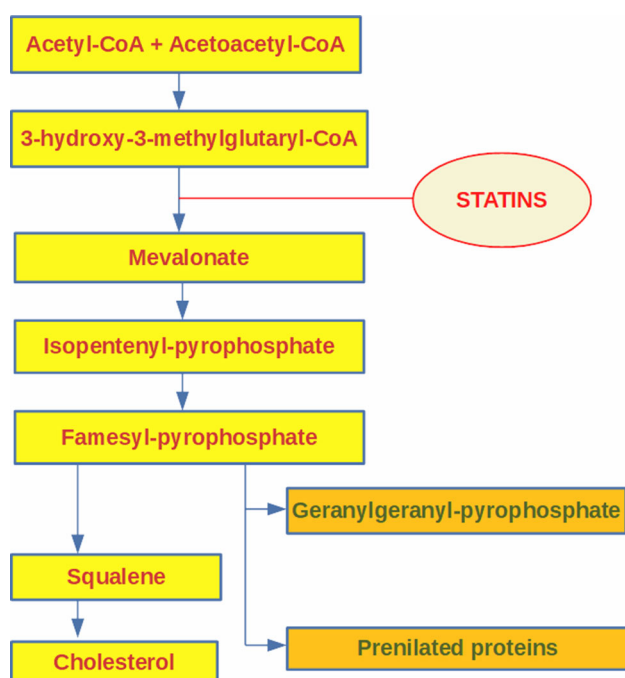 Acetyl-CoA + Acetoacetyl-CoA
3-hydroxy-3-methylglutaryl-CoA
STATINS
Mevalonate
Isopentenyl-pyrophosphate
Famesyl-pyrophosphate
Geranylgeranyl-pyrophosphate
Squalene
Prenilated proteins
Cholesterol